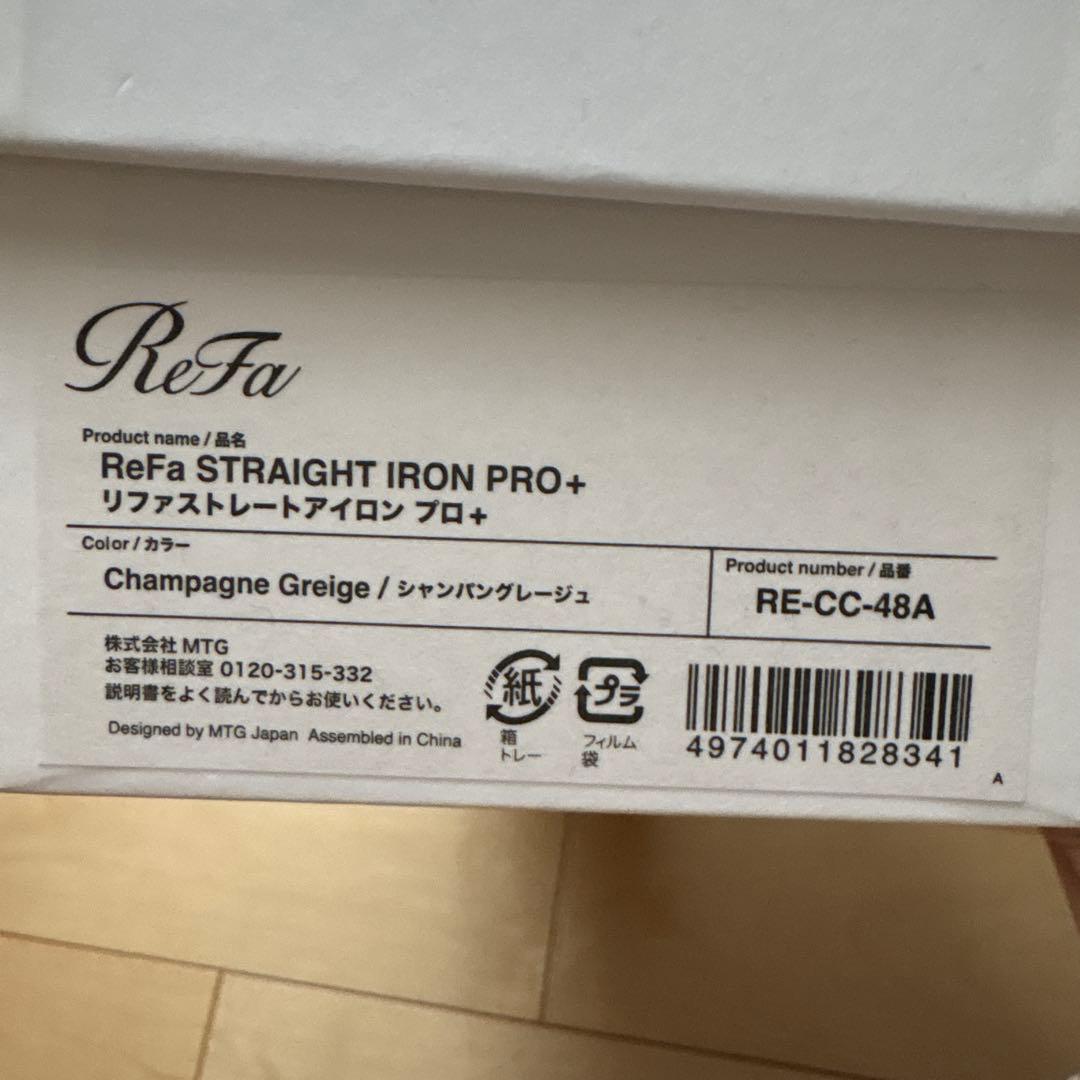 ReFa
Product name / 品名
ReFa STRAIGHT IRON PRO+
リファストレートアイロン プロ+
Color / カラー
Champagne Greige / シャンパングレージュ
Product number / 品番
RE-CC-48A
株式会社 MTG
お客様相談室 0120-315-332
説明書をよく読んでからお使いください。
Designed by MTG Japan Assembled in China
紙
箱
トレー
プラ
フィルム
袋
4974011828341
A